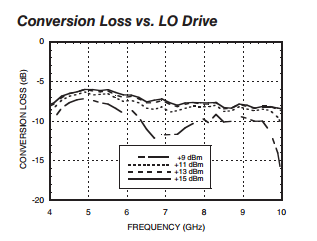 Conversion Loss vs. LO Drive
CONVERSION LOSS (dB)
0
-5
-10
-15
-20
+9 dBm
+11 dBm
+13 dBm
+15 dBm
4 5 6 7 8 9 10
FREQUENCY (GHz)